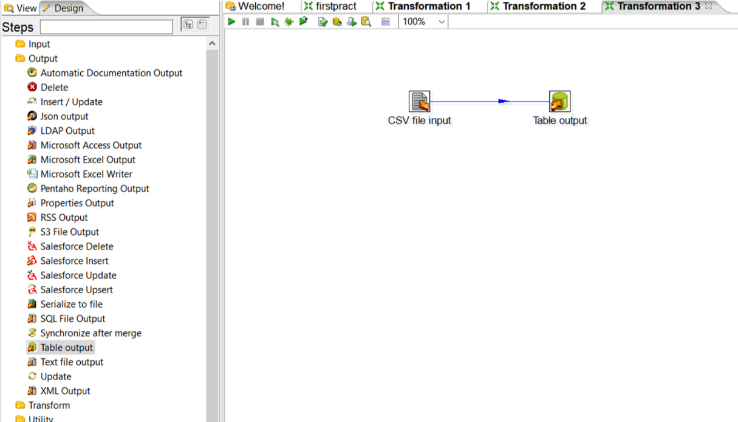 View Design Welcome! firstpract Transformation 1 Transformation 2 Transformation 3
Steps 100%
Input
Output
Automatic Documentation Output
Delete
Insert / Update
Json output
LDAP Output
Microsoft Access Output
Microsoft Excel Output
Microsoft Excel Writer
Pentaho Reporting Output
Properties Output
RSS Output
S3 File Output
Salesforce Delete
Salesforce Insert
Salesforce Update
Salesforce Upsert
Serialize to file
SQL File Output
Synchronize after merge
Table output
Text file output
Update
XML Output
Transform
Utility
CSV file input Table output